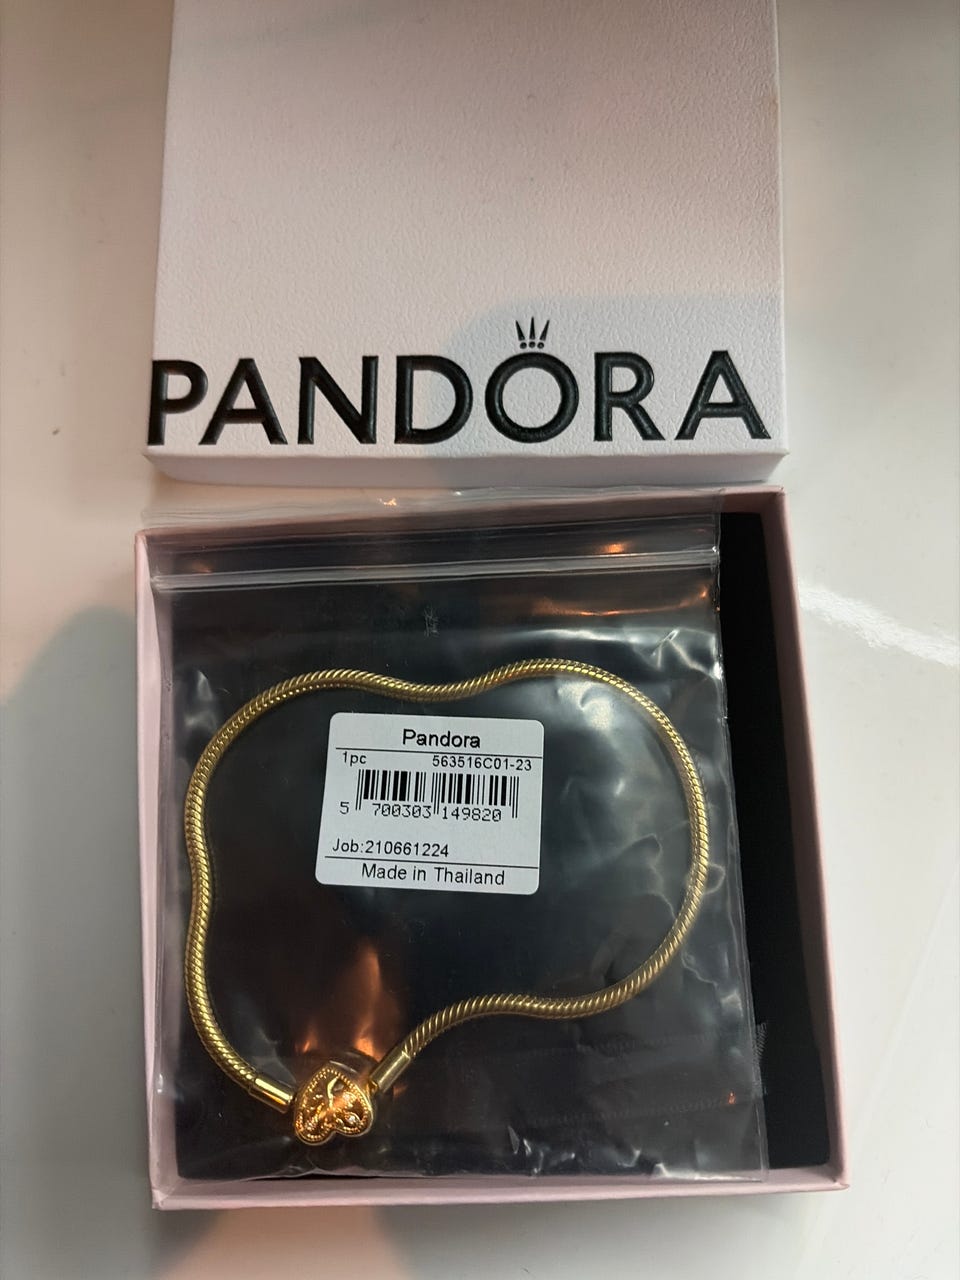 PANDORA
Pandora
1pc 563516C01-23
5 700303 149820
Job:210661224
Made in Thailand